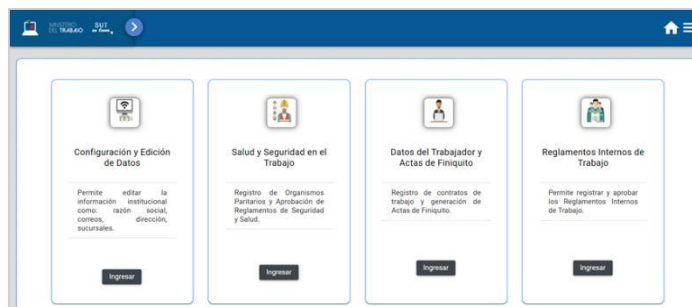 MINISTERIO
DEL TRABAJO
SUT
Configuración y Edición
de Datos
Permite editar la
información institucional
como: razón social,
correos, dirección,
sucursales.
Ingresar
Salud y Seguridad en el
Trabajo
Registro de Organismos
Paritarios y Aprobación de
Reglamentos de Seguridad
y Salud.
Ingresar
Datos del Trabajador y
Actas de Finiquito
Registro de contratos de
trabajo y generación de
Actas de Finiquito.
Ingresar
Reglamentos Internos de
Trabajo
Permite registrar y aprobar
los Reglamentos Internos
de Trabajo.
Ingresar